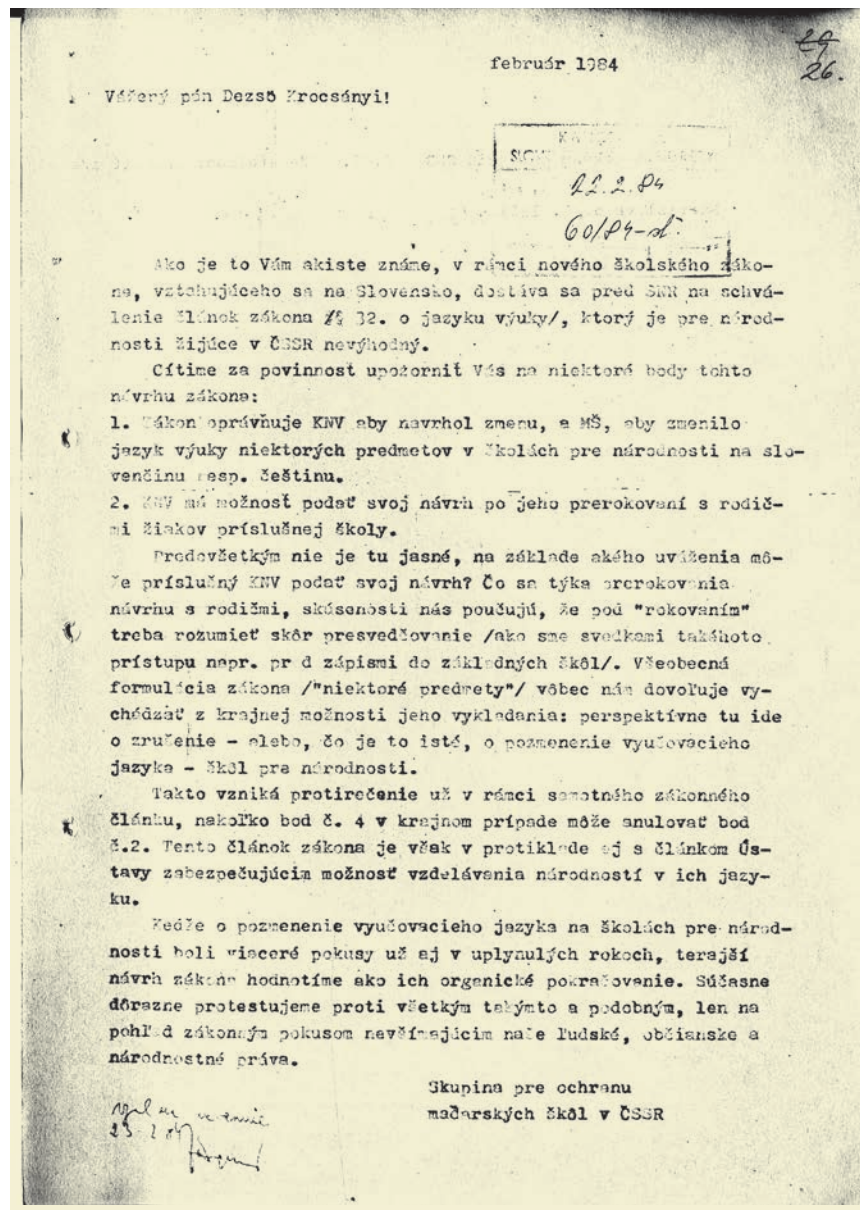 29
26.
február 1984
Vážený pán Dezső Krocsányi!
22.2.84
60/84-
Ako je to Vám akiste známe, v rámci nového školského záko-
na, vzťahujúceho sa na Slovensko, dostáva sa pred SNR na schvá-
lenie článok zákona /§ 32. o jazyku výuky/, ktorý je pre národ-
nosti žijúce v ČSSR nevýhodný.
Cítime za povinnosť upozorniť Vás na niektoré body tohto
návrhu zákona:
1. Zákon oprávňuje KNV aby navrhol zmenu, a MŠ, aby zmenilo
jazyk výuky niektorých predmetov v školách pre národnosti na slo-
venčinu resp. češtinu.
2. KNV má možnosť podať svoj návrh po jeho prerokovaní s rodič-
mi žiakov príslušnej školy.
Predovšetkým nie je tu jasné, na základe akého uváženia mô-
že príslušný KNV podať svoj návrh? Čo sa týka prerokovania
návrhu s rodičmi, skúsenosti nás poučujú, že pod "rokovaním"
treba rozumieť skôr presvedčovanie /ako sme svedkami takáhoto
prístupu napr. pred zápismi do základných škôl/. Všeobecná
formulácia zákona /"niektoré predmety"/ vôbec nám dovoľuje vy-
chádzať z krajnej možnosti jeho vykladania: perspektívne tu ide
o zrušenie - alebo, čo je to isté, o pozmenenie vyučovacieho
jazyka - škôl pre národnosti.
Takto vzniká protirečenie už v rámci samotného zákonného
článku, nakoľko bod č. 4 v krajnom prípade môže anulovať bod
č.2. Tento článok zákona je však v protiklade aj s článkom Ús-
tavy zabezpečujúcim možnosť vzdelávania národností v ich jazy-
ku.
Keďže o pozmenenie vyučovacieho jazyka na školách pre národ-
nosti boli viaceré pokusy už aj v uplynulých rokoch, terajší
návrh zákona hodnotíme ako ich organické pokračovanie. Súčasne
dôrazne protestujeme proti všetkým takýmto a podobným, len na
pohľad zákonným pokusom nevšímajúcim naše ľudské, občianske a
národnostné práva.
Skupina pre ochranu
maďarských škôl v ČSSR